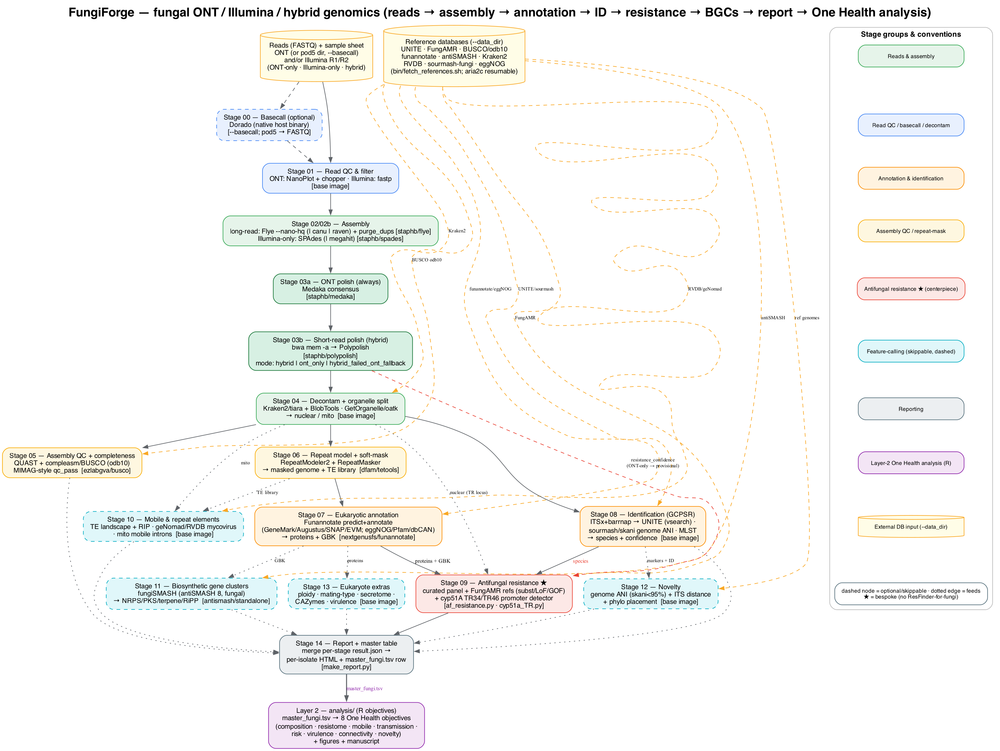 FungiForge — fungal ONT / Illumina / hybrid genomics (reads → assembly → annotation → ID → resistance → BGCs → report → One Health analysis)
Reads (FASTQ) + sample sheet
ONT (or pod5 dir, --basecall)
and/or Illumina R1/R2
(ONT-only · Illumina-only · hybrid)
Reference databases (--data_dir)
UNITE · FungAMR · BUSCO/odb10
funannotate · antiSMASH · Kraken2
RVDB · sourmash-fungi · eggNOG
(bin/fetch_references.sh; aria2c resumable)
Stage 00 — Basecall (optional)
Dorado (native host binary)
[--basecall; pod5 → FASTQ]
Stage 01 — Read QC & filter
ONT: NanoPlot + chopper · Illumina: fastp
[base image]
Stage 02/02b — Assembly
long-read: Flye --nano-hq (| canu | raven) + purge_dups [staphb/flye]
Illumina-only: SPAdes (| megahit) [staphb/spades]
Kraken2
BUSCO odb10
Stage 03a — ONT polish (always)
Medaka consensus
[staphb/medaka]
funannotate/eggNOG
UNITE/sourmash
RVDB/geNomad
FungAMR
antiSMASH
ref genomes
Stage 03b — Short-read polish (hybrid)
bwa mem -a → Polypolish
[staphb/polypolish]
mode: hybrid | ont_only | hybrid_failed_ont_fallback
Stage 04 — Decontam + organelle split
Kraken2/tiara + BlobTools · GetOrganelle/oatk
→ nuclear / mito  [base image]
Stage 05 — Assembly QC + completeness
QUAST + compleasm/BUSCO (odb10)
MIMAG-style qc_pass  [ezlabgva/busco]
mito
Stage 06 — Repeat model + soft-mask
RepeatModeler2 + RepeatMasker
→ masked genome + TE library  [dfam/tetools]
resistance_confidence
(ONT-only → provisional)
TE library
nuclear (TR locus)
Stage 10 — Mobile & repeat elements
TE landscape + RIP · geNomad/RVDB mycovirus
· mito mobile introns  [base image]
Stage 07 — Eukaryotic annotation
Funannotate predict+annotate
(GeneMark/Augustus/SNAP/EVM; eggNOG/Pfam/dbCAN)
→ proteins + GBK  [nextgenusfs/funannotate]
Stage 08 — Identification (GCPSR)
ITSx+barrnap → UNITE (vsearch) ·
sourmash/skani genome ANI · MLST
→ species + confidence  [base image]
GBK
proteins
proteins + GBK
species
markers + ID
Stage 11 — Biosynthetic gene clusters
fungiSMASH (antiSMASH 8, fungal)
→ NRPS/PKS/terpene/RiPP  [antismash/standalone]
Stage 13 — Eukaryote extras
ploidy · mating-type · secretome ·
CAZymes · virulence  [base image]
Stage 09 — Antifungal resistance ★
curated panel + FungAMR refs (subst/LoF/GOF)
+ cyp51A TR34/TR46 promoter detector
[af_resistance.py · cyp51a_TR.py]
Stage 12 — Novelty
genome ANI (skani<95%) + ITS distance
+ phylo placement  [base image]
Stage 14 — Report + master table
merge per-stage result.json →
per-isolate HTML + master_fungi.tsv row
[make_report.py]
master_fungi.tsv
Layer 2 — analysis/ (R objectives)
master_fungi.tsv → 8 One Health objectives
(composition · resistome · mobile · transmission ·
risk · virulence · connectivity · novelty)
+ figures + manuscript
Stage groups & conventions
Reads & assembly
Read QC / basecall / decontam
Annotation & identification
Assembly QC / repeat-mask
Antifungal resistance ★ (centerpiece)
Feature-calling (skippable, dashed)
Reporting
Layer-2 One Health analysis (R)
External DB input (--data_dir)
dashed node = optional/skippable · dotted edge = feeds
★ = bespoke (no ResFinder-for-fungi)